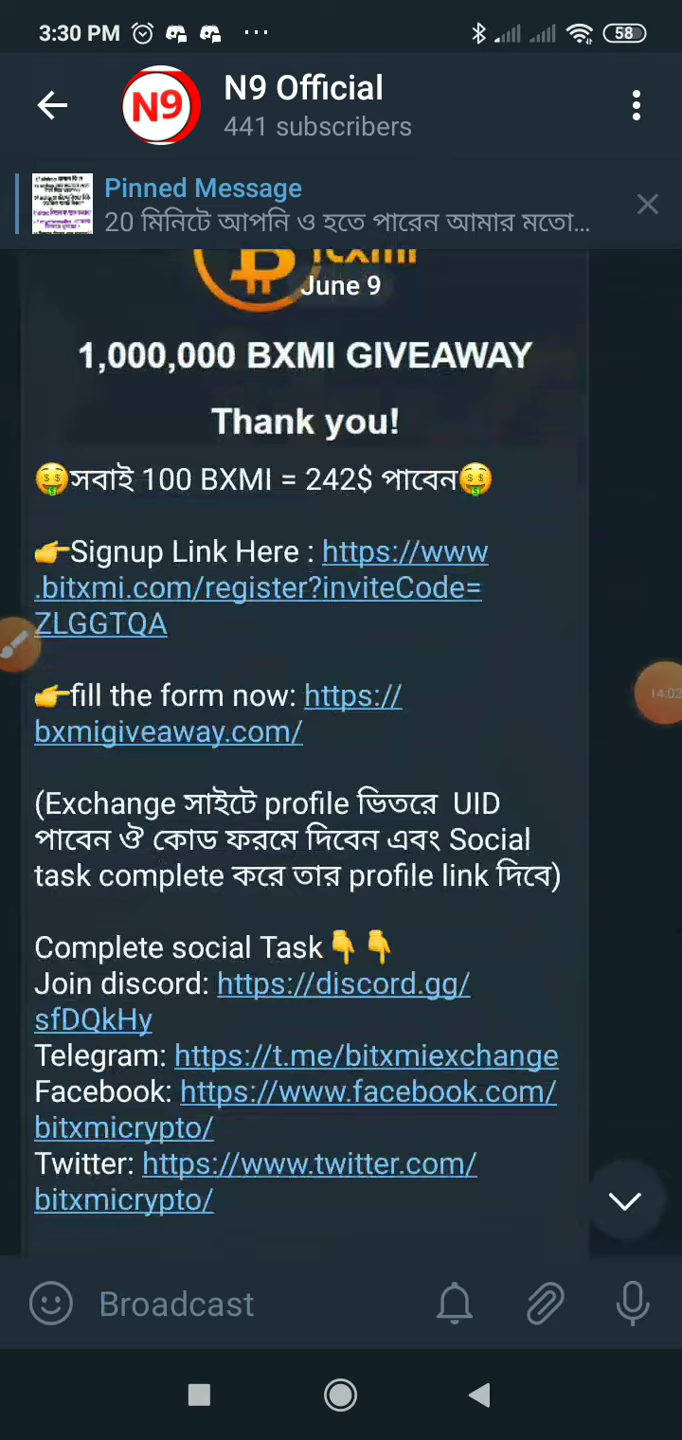 3:30 PM
58
N9
N9 Official
441 subscribers
Pinned Message
20 মিনিটে আপনি ও হতে পারেন আমার মতো...
June 9
1,000,000 BXMI GIVEAWAY
Thank you!
🤑সবাই 100 BXMI = 242$ পাবেন🤑
👉Signup Link Here : https://www
.bitxmi.com/register?inviteCode=
ZLGGTQA
14:02
👉fill the form now: https://
bxmigiveaway.com/
(Exchange সাইটে profile ভিতরে UID
পাবেন ঔ কোড ফরমে দিবেন এবং Social
task complete করে তার profile link দিবে)
Complete social Task👇👇
Join discord: https://discord.gg/
sfDQkHy
Telegram: https://t.me/bitxmiexchange
Facebook: https://www.facebook.com/
bitxmicrypto/
Twitter: https://www.twitter.com/
bitxmicrypto/
Broadcast